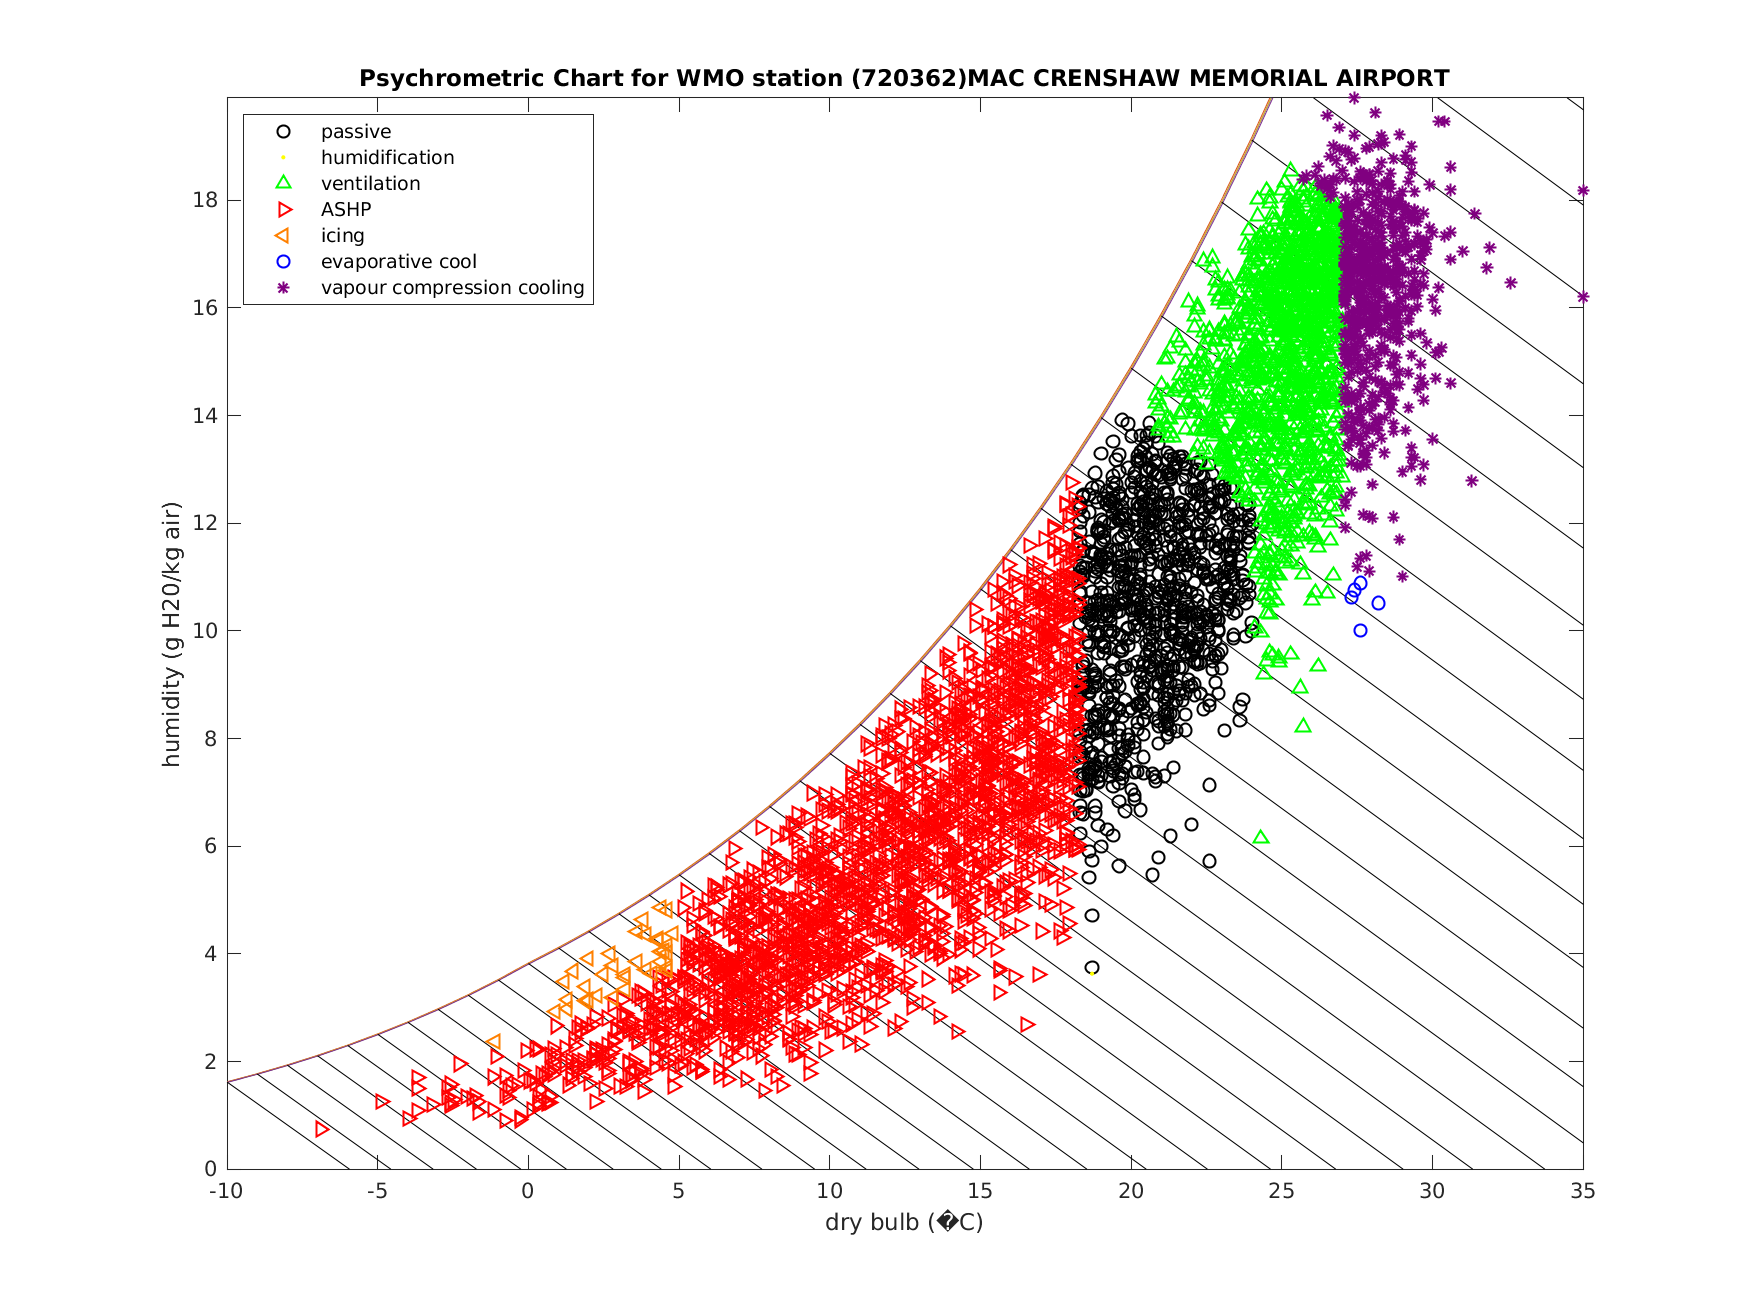 Psychrometric Chart for WMO station (720362)MAC CRENSHAW MEMORIAL AIRPORT
passive
humidification
ventilation
ASHP
icing
evaporative cool
vapour compression cooling
humidity (g H20/kg air)
18
16
14
12
10
8
6
4
2
0
-10 -5 0 5 10 15 20 25 30 35
dry bulb (�C)